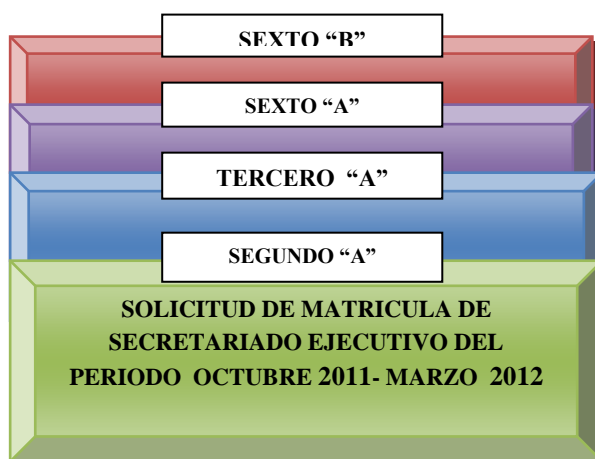 SEXTO “B”
SEXTO “A”
TERCERO “A”
SEGUNDO “A”
SOLICITUD DE MATRICULA DE
SECRETARIADO EJECUTIVO DEL
PERIODO OCTUBRE 2011- MARZO 2012